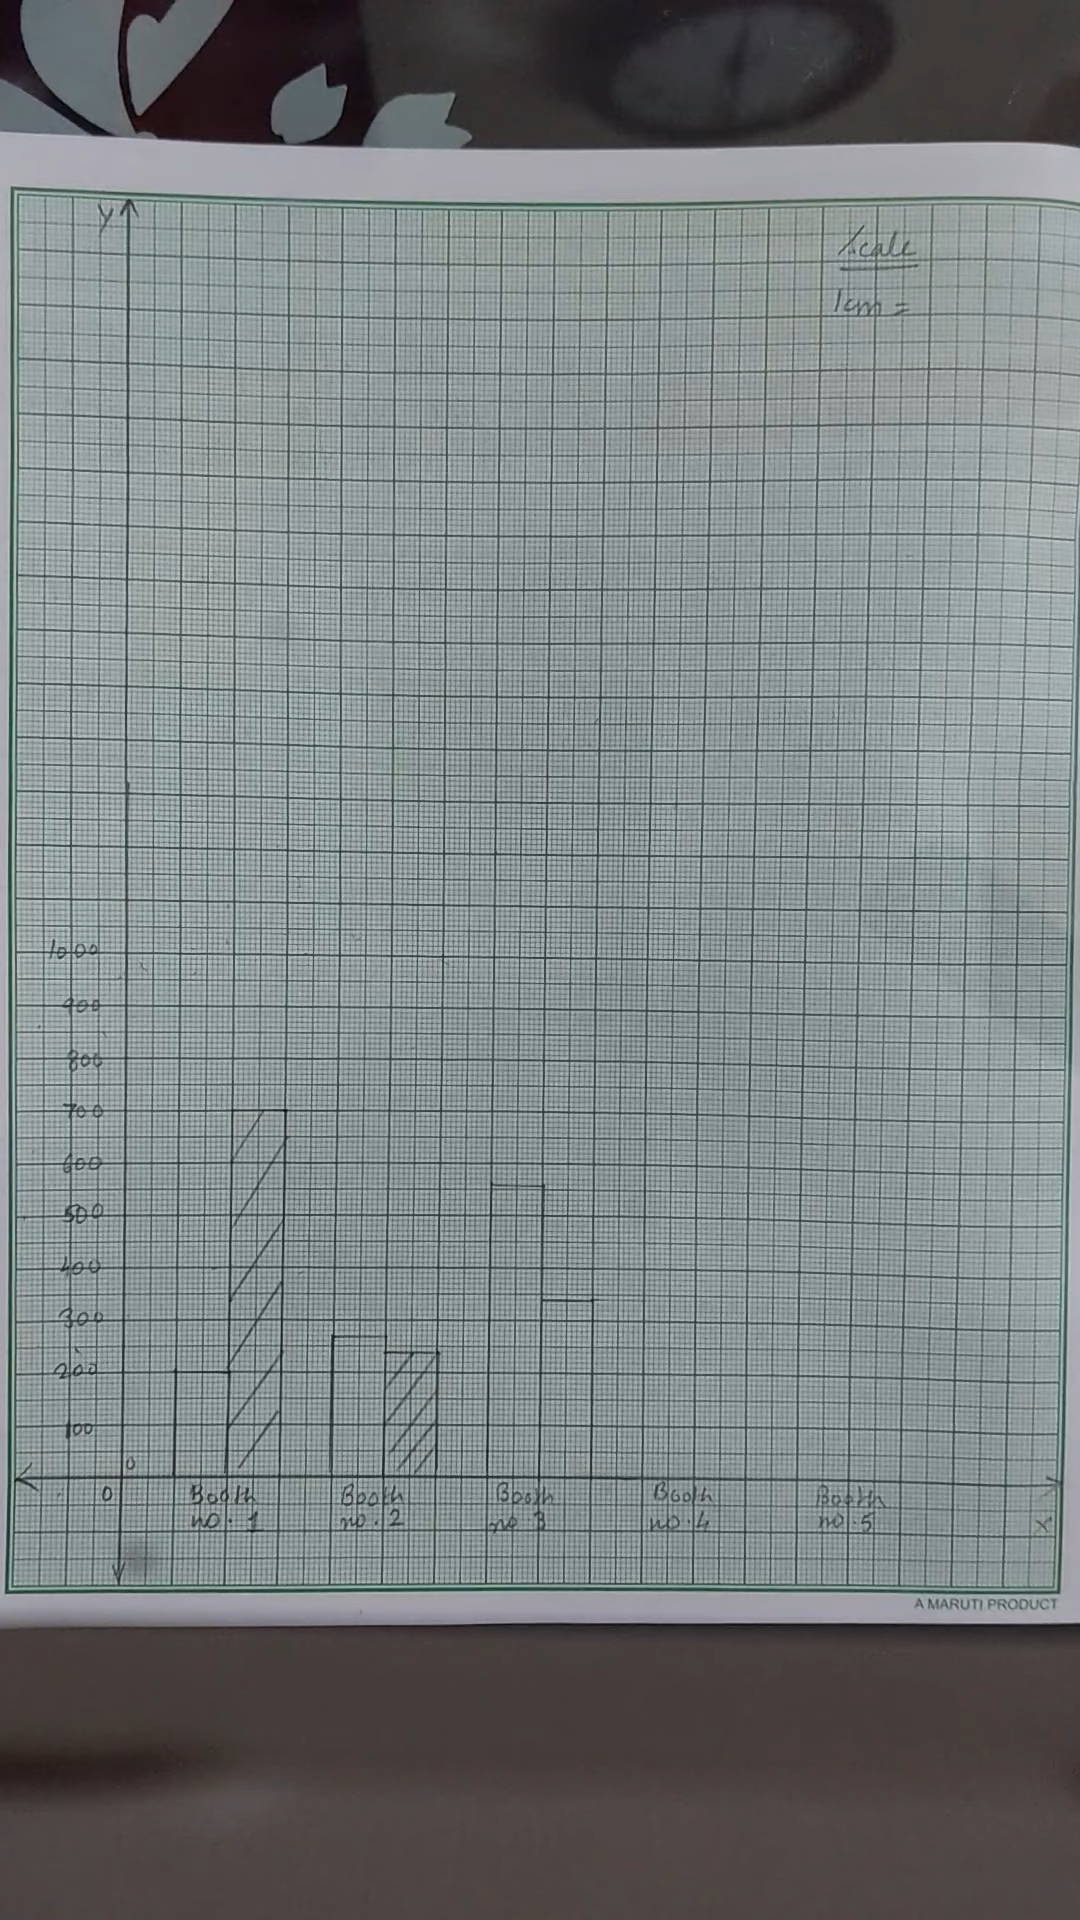 Y
Scale
1cm =
1000
900
800
700
600
500
400
300
200
100
0
0
Booth no. 1
Booth no. 2
Booth no 3
Booth no. 4
Booth no. 5
X
A MARUTI PRODUCT